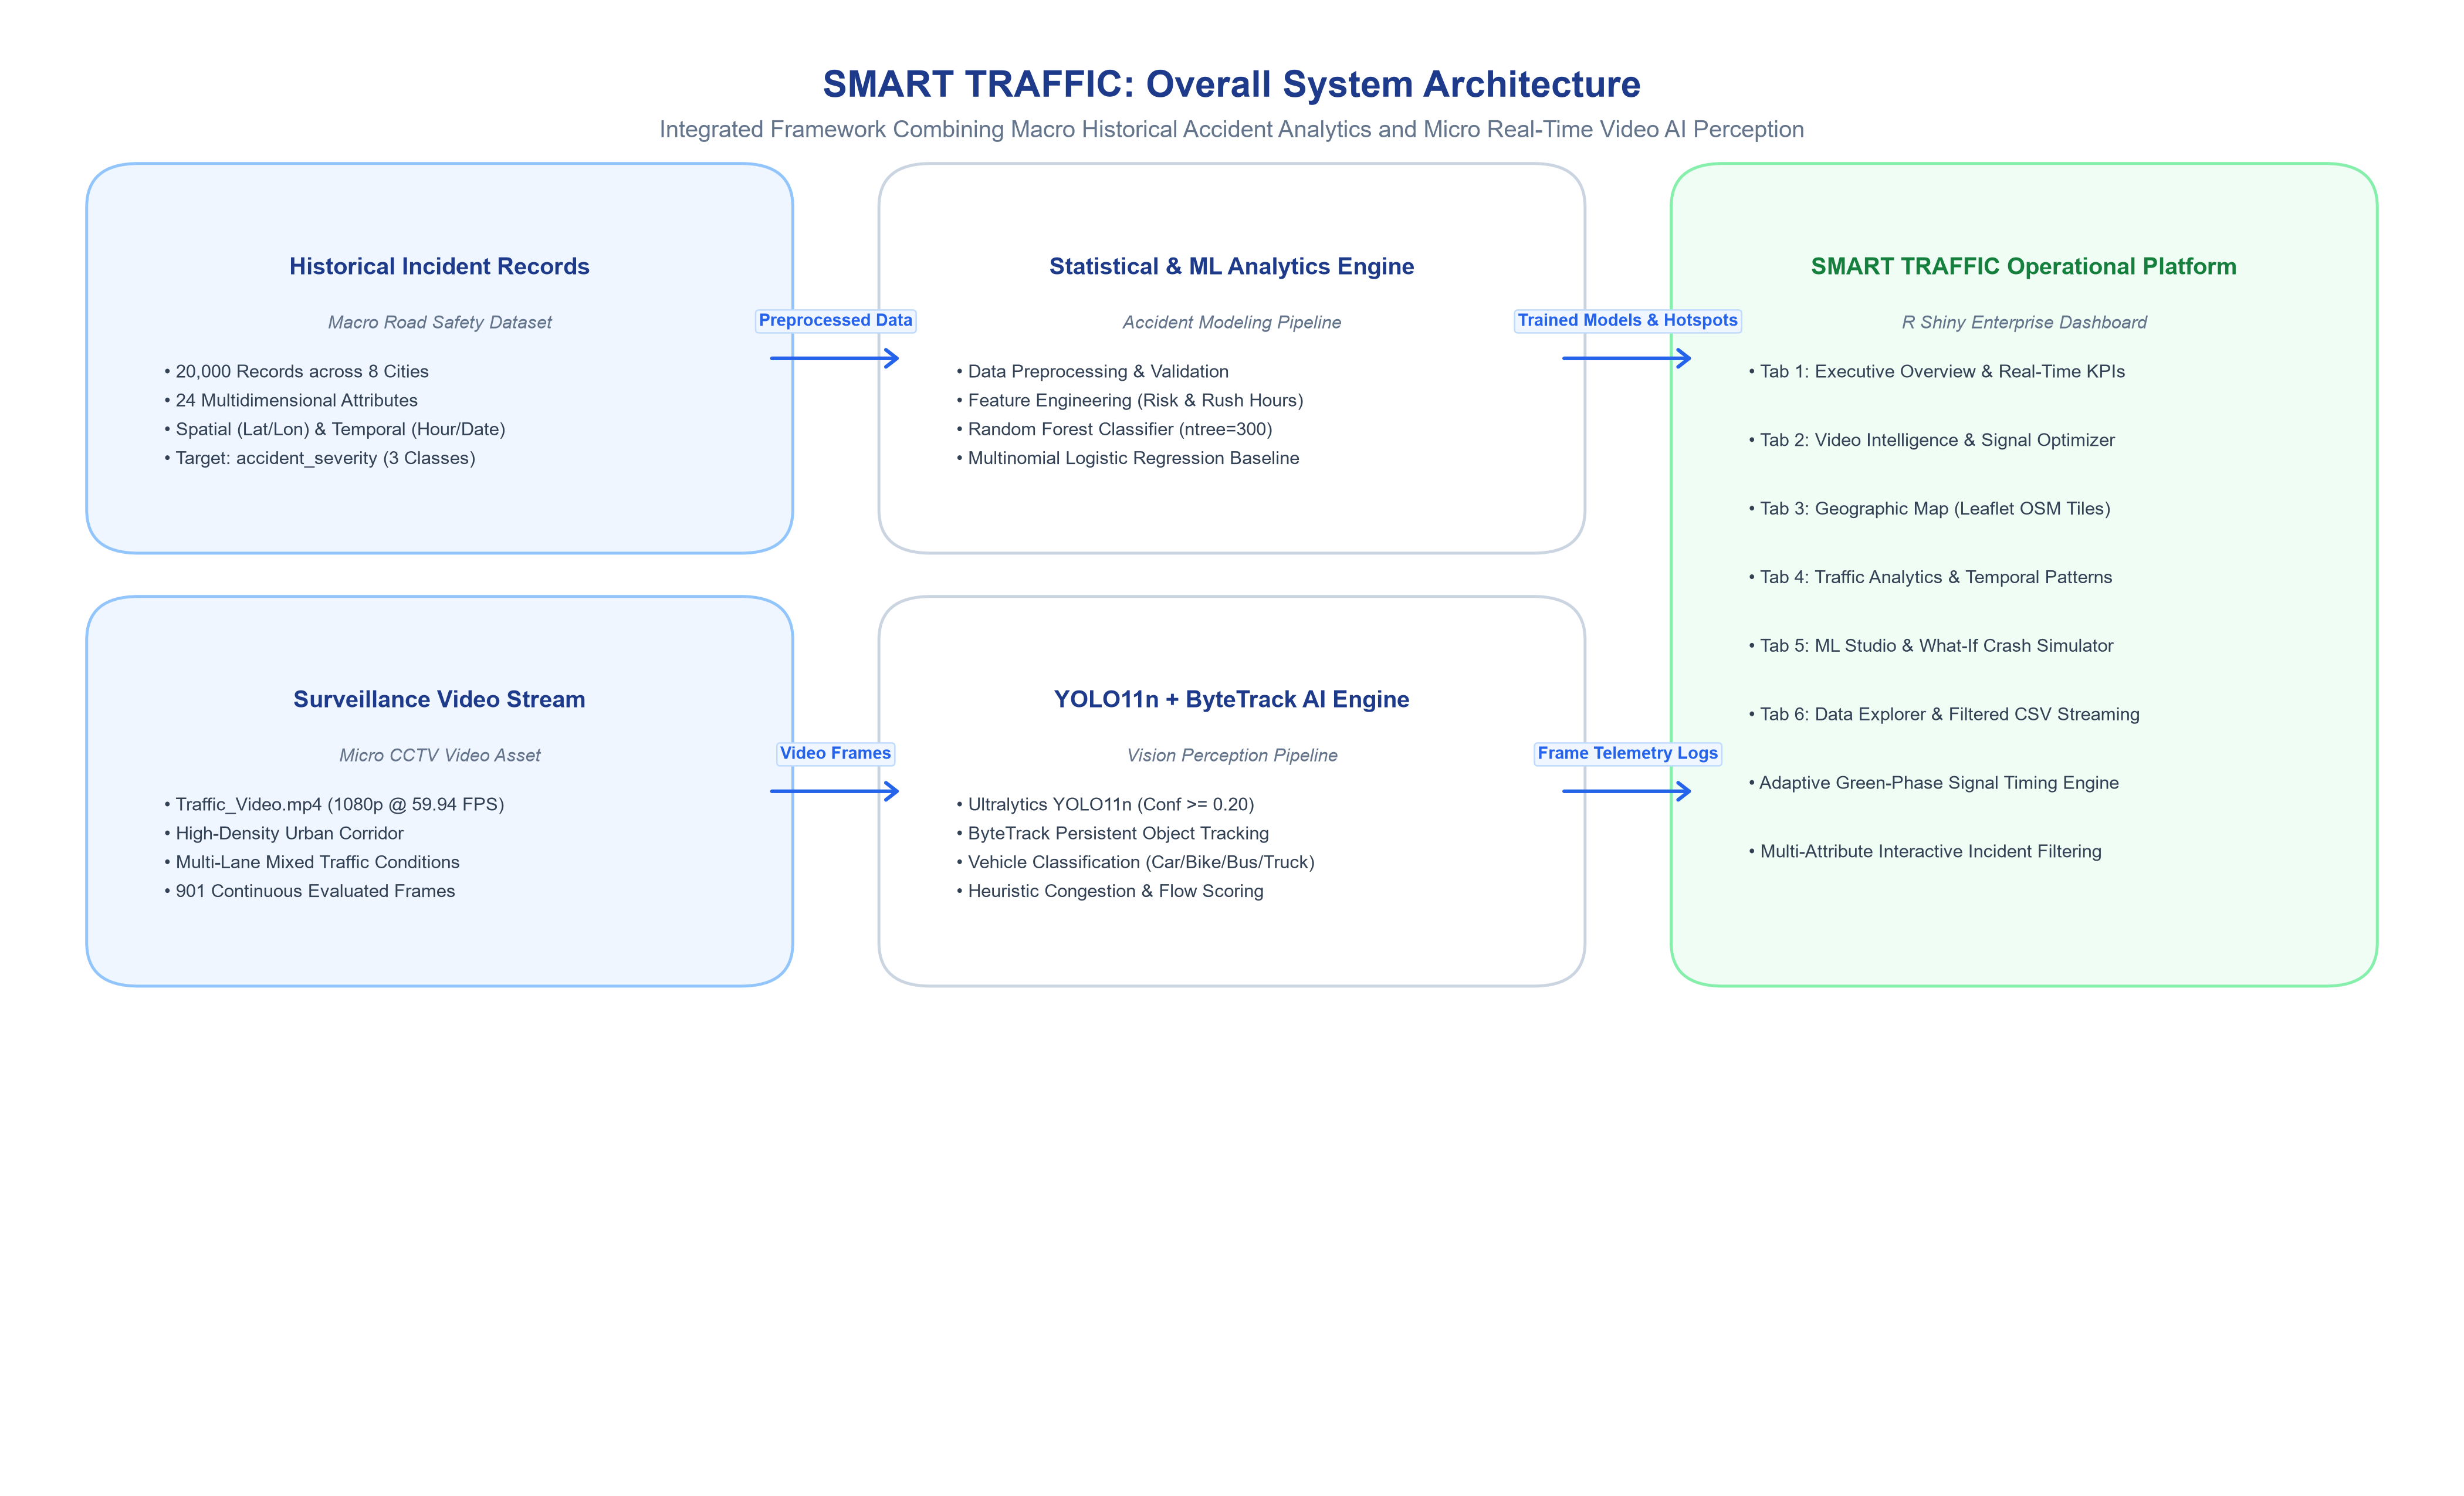 SMART TRAFFIC: Overall System Architecture
Integrated Framework Combining Macro Historical Accident Analytics and Micro Real-Time Video AI Perception
Historical Incident Records
Macro Road Safety Dataset
• 20,000 Records across 8 Cities
• 24 Multidimensional Attributes
• Spatial (Lat/Lon) & Temporal (Hour/Date)
• Target: accident_severity (3 Classes)
Preprocessed Data
Statistical & ML Analytics Engine
Accident Modeling Pipeline
• Data Preprocessing & Validation
• Feature Engineering (Risk & Rush Hours)
• Random Forest Classifier (ntree=300)
• Multinomial Logistic Regression Baseline
Trained Models & Hotspots
Surveillance Video Stream
Micro CCTV Video Asset
• Traffic_Video.mp4 (1080p @ 59.94 FPS)
• High-Density Urban Corridor
• Multi-Lane Mixed Traffic Conditions
• 901 Continuous Evaluated Frames
Video Frames
YOLO11n + ByteTrack AI Engine
Vision Perception Pipeline
• Ultralytics YOLO11n (Conf >= 0.20)
• ByteTrack Persistent Object Tracking
• Vehicle Classification (Car/Bike/Bus/Truck)
• Heuristic Congestion & Flow Scoring
Frame Telemetry Logs
SMART TRAFFIC Operational Platform
R Shiny Enterprise Dashboard
• Tab 1: Executive Overview & Real-Time KPIs
• Tab 2: Video Intelligence & Signal Optimizer
• Tab 3: Geographic Map (Leaflet OSM Tiles)
• Tab 4: Traffic Analytics & Temporal Patterns
• Tab 5: ML Studio & What-If Crash Simulator
• Tab 6: Data Explorer & Filtered CSV Streaming
• Adaptive Green-Phase Signal Timing Engine
• Multi-Attribute Interactive Incident Filtering